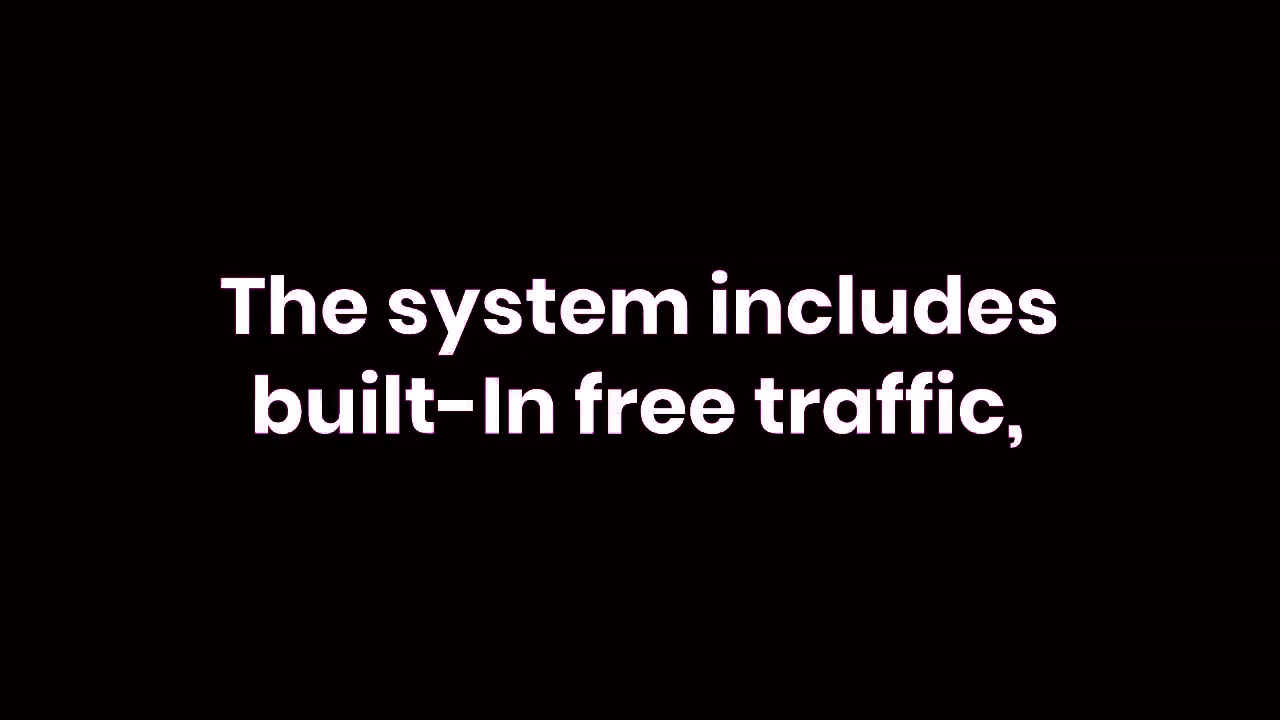 The system includes
built-In free traffic,